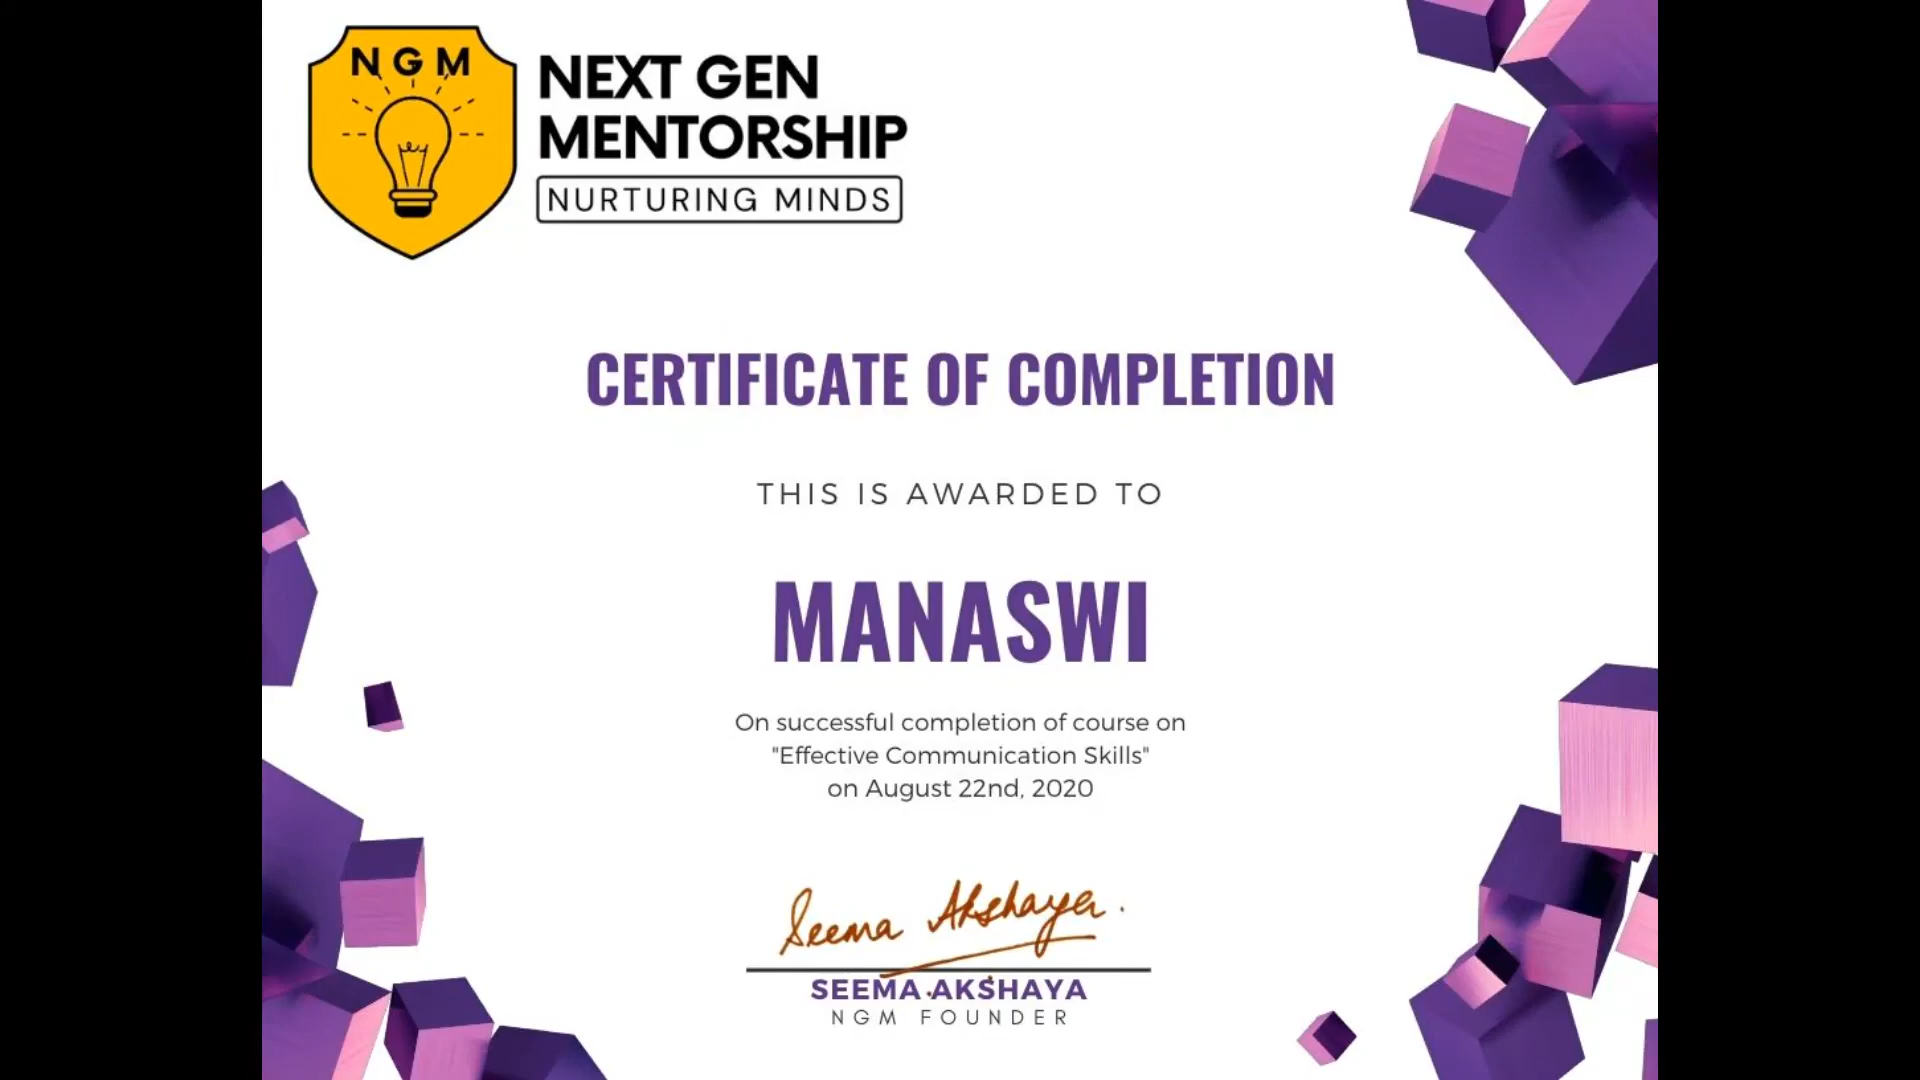 NGM
NEXT GEN
MENTORSHIP
NURTURING MINDS
CERTIFICATE OF COMPLETION
THIS IS AWARDED TO
MANASWI
On successful completion of course on
"Effective Communication Skills"
on August 22nd, 2020
Seema Akshaya.
SEEMA AKSHAYA
NGM FOUNDER